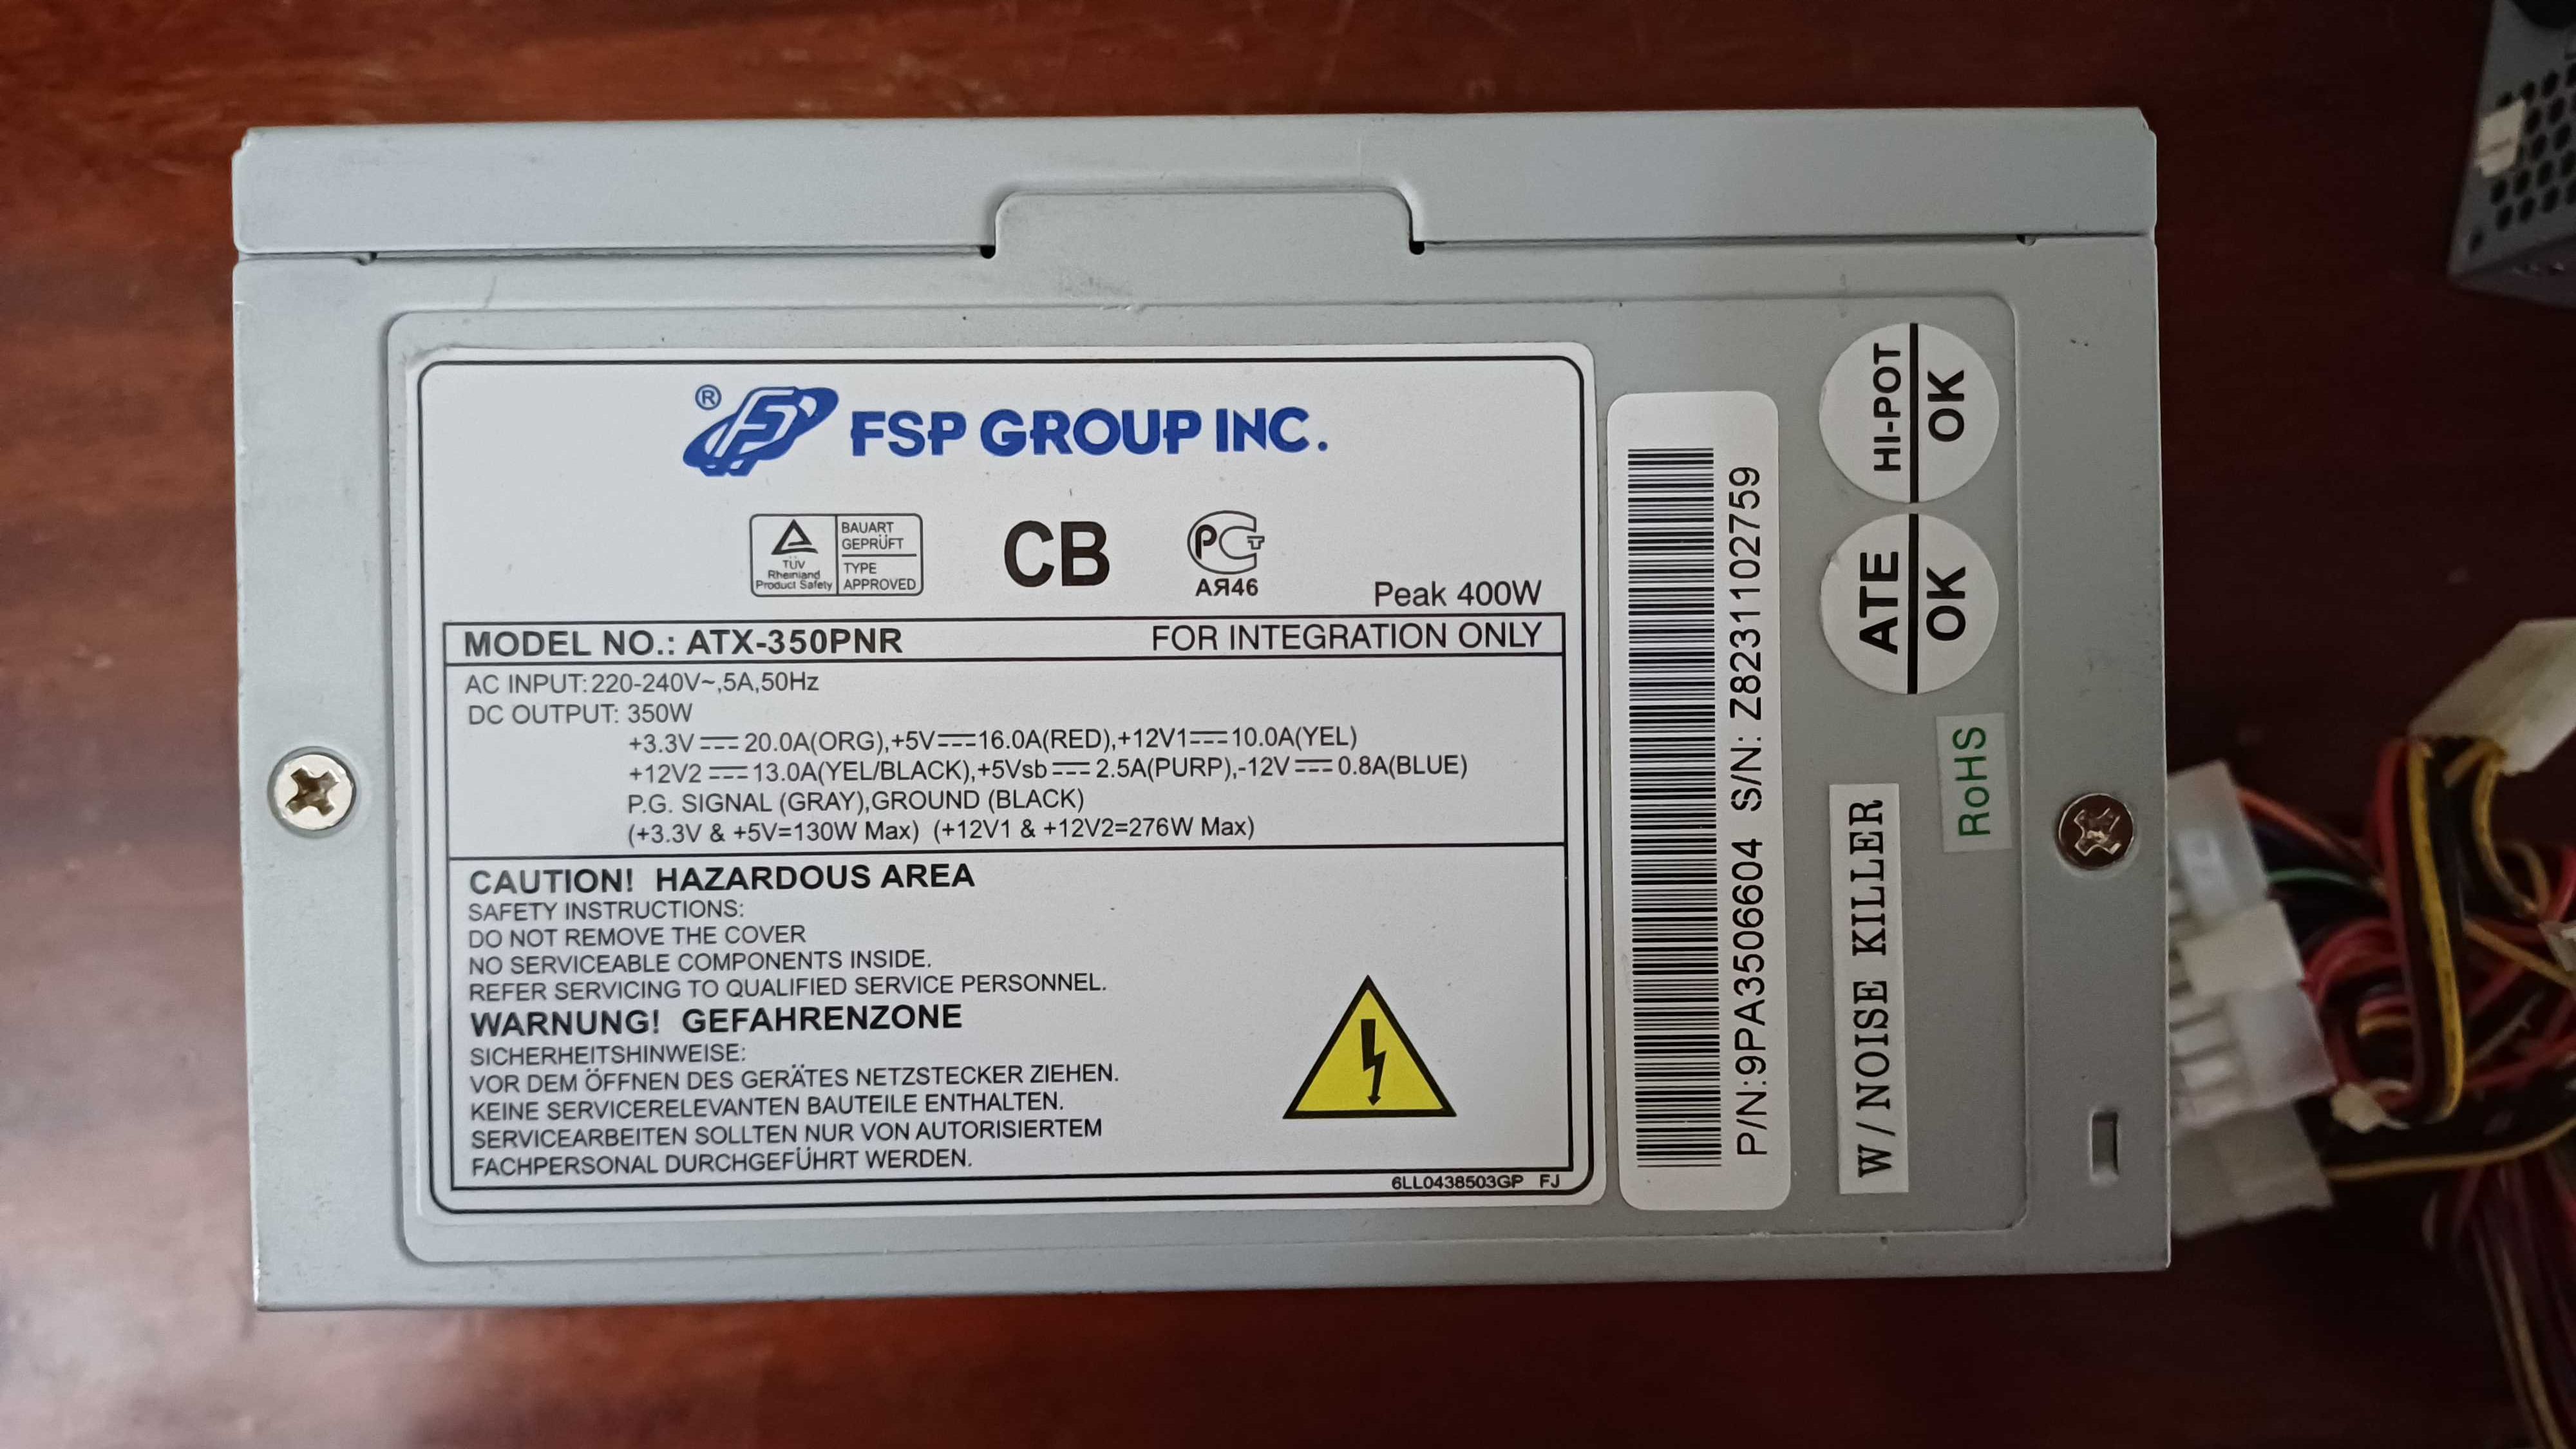 ® FSP GROUP INC.
TÜV
Rheinland
Product Safety
BAUART
GEPRÜFT
TYPE
APPROVED
CB
PCT
AЯ46
Peak 400W
MODEL NO.: ATX-350PNR FOR INTEGRATION ONLY
AC INPUT: 220-240V~,5A,50Hz
DC OUTPUT: 350W
+3.3V⎓20.0A(ORG),+5V⎓16.0A(RED),+12V1⎓10.0A(YEL)
+12V2⎓13.0A(YEL/BLACK),+5Vsb⎓2.5A(PURP),-12V⎓0.8A(BLUE)
P.G. SIGNAL (GRAY),GROUND (BLACK)
(+3.3V & +5V=130W Max) (+12V1 & +12V2=276W Max)
CAUTION! HAZARDOUS AREA
SAFETY INSTRUCTIONS:
DO NOT REMOVE THE COVER
NO SERVICEABLE COMPONENTS INSIDE.
REFER SERVICING TO QUALIFIED SERVICE PERSONNEL.
WARNUNG! GEFAHRENZONE
SICHERHEITSHINWEISE:
VOR DEM ÖFFNEN DES GERÄTES NETZSTECKER ZIEHEN.
KEINE SERVICERELEVANTEN BAUTEILE ENTHALTEN.
SERVICEARBEITEN SOLLTEN NUR VON AUTORISIERTEM
FACHPERSONAL DURCHGEFÜHRT WERDEN.
6LL0438503GP FJ
P/N:9PA3506604 S/N: Z8231102759
HI-POT
OK
ATE
OK
W/NOISE KILLER
RoHS